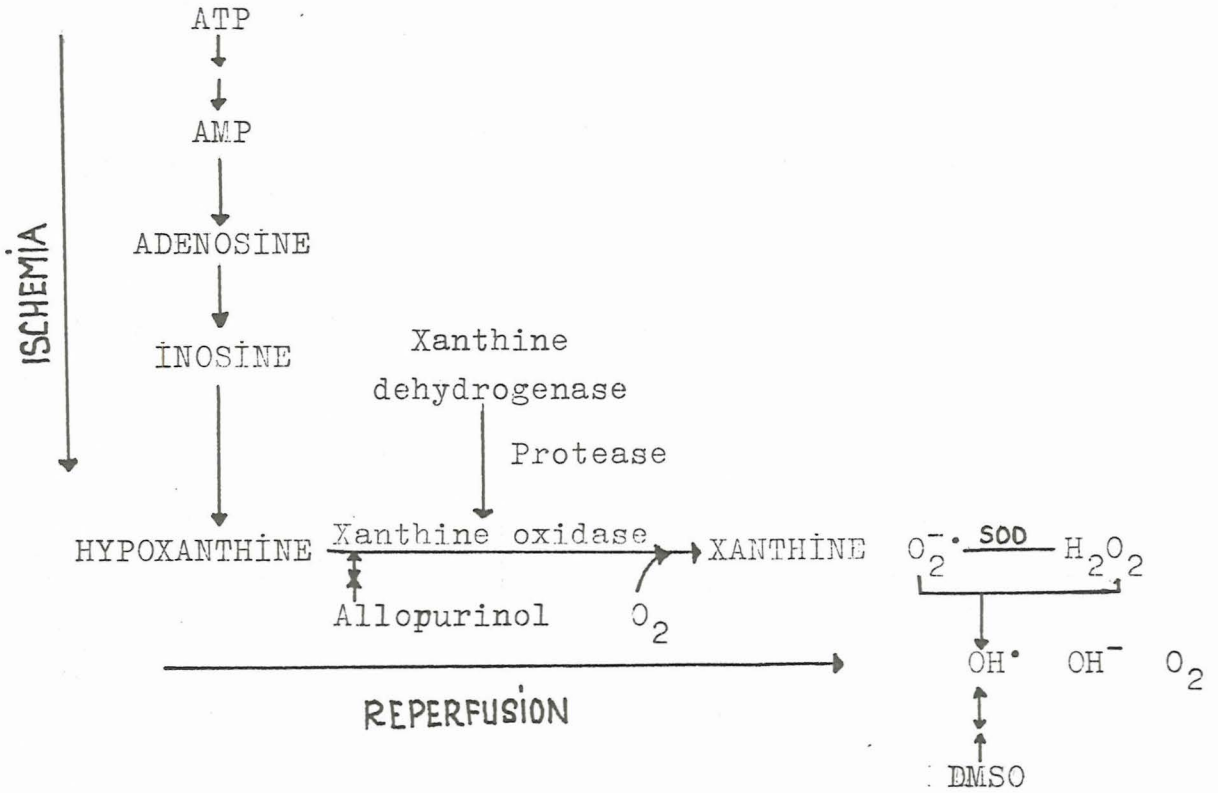 ATP
AMP
ADENOSİNE
İNOSİNE
ISCHEMİA
Xanthine
dehydrogenase
Protease
HYPOXANTHİNE Xanthine oxidase XANTHİNE O₂⁻• SOD H₂O₂
Allopurinol O₂
OH• OH⁻ O₂
REPERFUSİON
DMSO